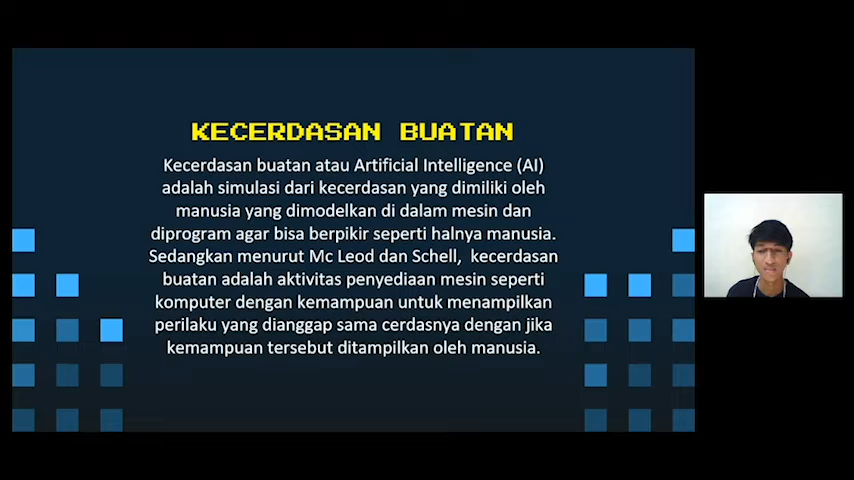 KECERDASAN BUATAN
Kecerdasan buatan atau Artificial Intelligence (AI)
adalah simulasi dari kecerdasan yang dimiliki oleh
manusia yang dimodelkan di dalam mesin dan
diprogram agar bisa berpikir seperti halnya manusia.
Sedangkan menurut Mc Leod dan Schell,  kecerdasan
buatan adalah aktivitas penyediaan mesin seperti
komputer dengan kemampuan untuk menampilkan
perilaku yang dianggap sama cerdasnya dengan jika
kemampuan tersebut ditampilkan oleh manusia.